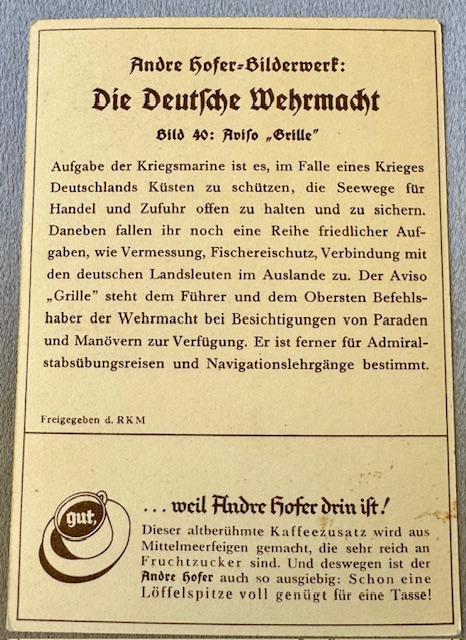 Andre Hofer-Bilderwerk:
Die Deutsche Wehrmacht
Bild 40: Aviso „Grille"
Aufgabe der Kriegsmarine ist es, im Falle eines Krieges
Deutschlands Küsten zu schützen, die Seewege für
Handel und Zufuhr offen zu halten und zu sichern.
Daneben fallen ihr noch eine Reihe friedlicher Auf-
gaben, wie Vermessung, Fischereischutz, Verbindung mit
den deutschen Landsleuten im Auslande zu. Der Aviso
„Grille" steht dem Führer und dem Obersten Befehls-
haber der Wehrmacht bei Besichtigungen von Paraden
und Manövern zur Verfügung. Er ist ferner für Admiral-
stabsübungsreisen und Navigationslehrgänge bestimmt.
Freigegeben d. RKM
gut,
... weil Andre Hofer drin ist!
Dieser altberühmte Kaffeezusatz wird aus
Mittelmeerfeigen gemacht, die sehr reich an
Fruchtzucker sind. Und deswegen ist der
Andre Hofer auch so ausgiebig: Schon eine
Löffelspitze voll genügt für eine Tasse!